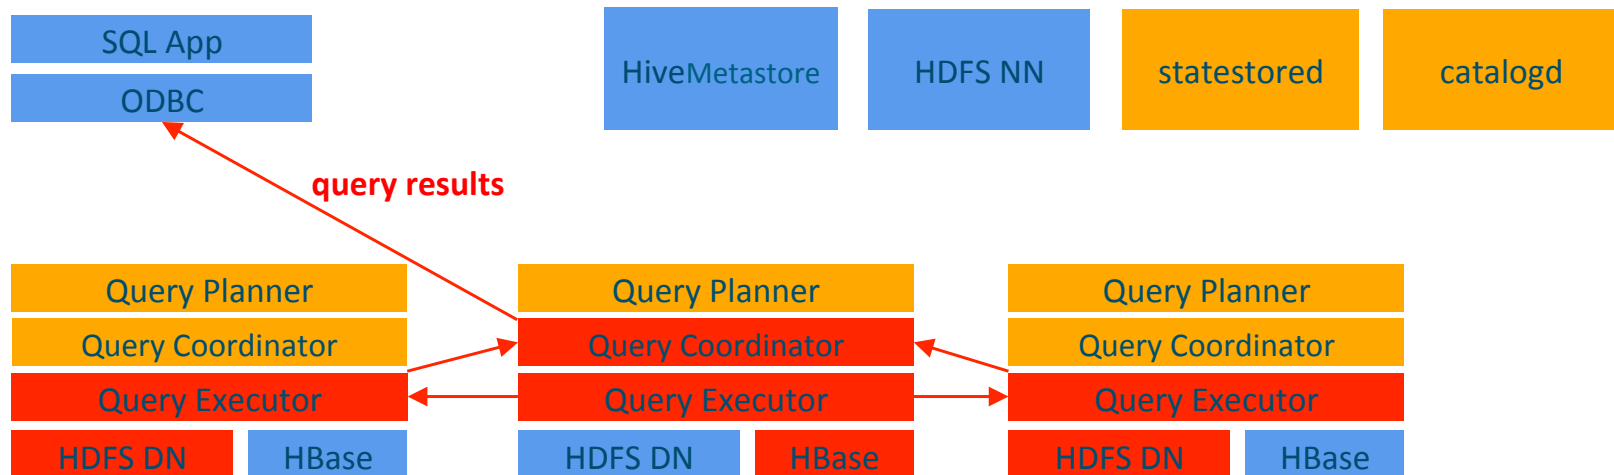 SQL App
ODBC
HiveMetastore
HDFS NN
statestored
catalogd
query results
Query Planner
Query Coordinator
Query Executor
HDFS DN
HBase
Query Planner
Query Coordinator
Query Executor
HDFS DN
HBase
Query Planner
Query Coordinator
Query Executor
HDFS DN
HBase